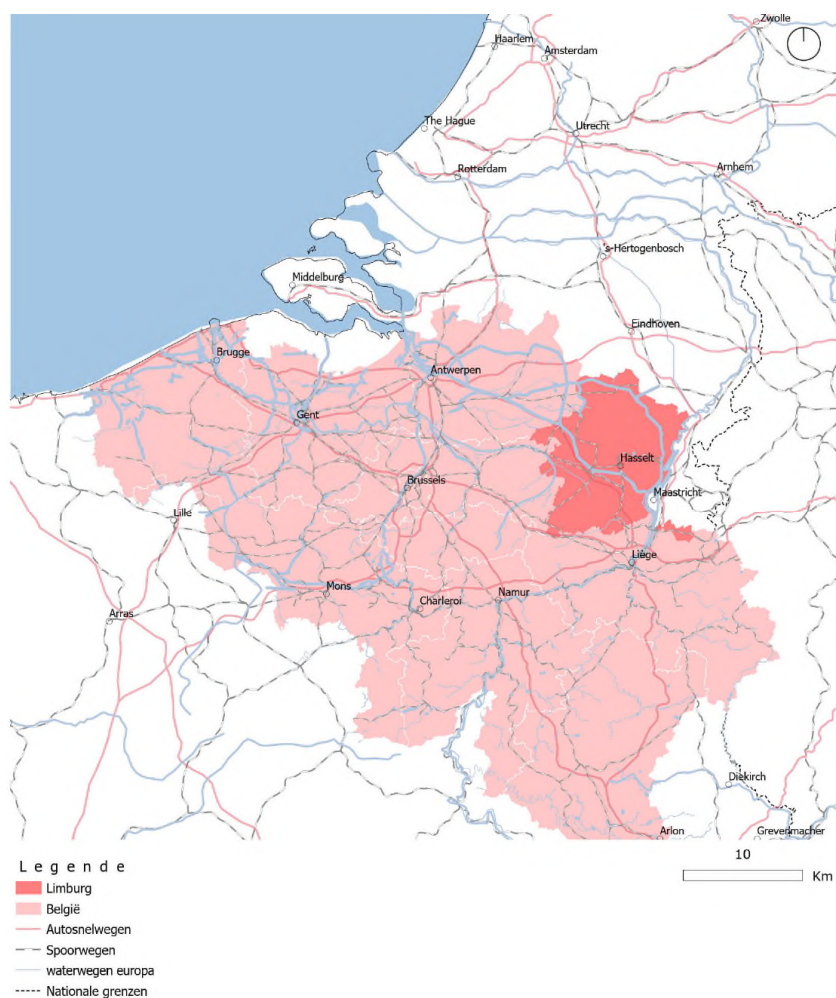 Zwolle
Haarlem
Amsterdam
The Hague
Utrecht
Rotterdam
Arnhem
's-Hertogenbosch
Middelburg
Eindhoven
Brugge
Antwerpen
Gent
Hasselt
Brussels
Maastricht
Lille
Liège
Mons
Namur
Charleroi
Arras
Diekirch
Arlon
Grevenmacher
10
Km
Legende
Limburg
België
Autosnelwegen
Spoorwegen
waterwegen europa
Nationale grenzen